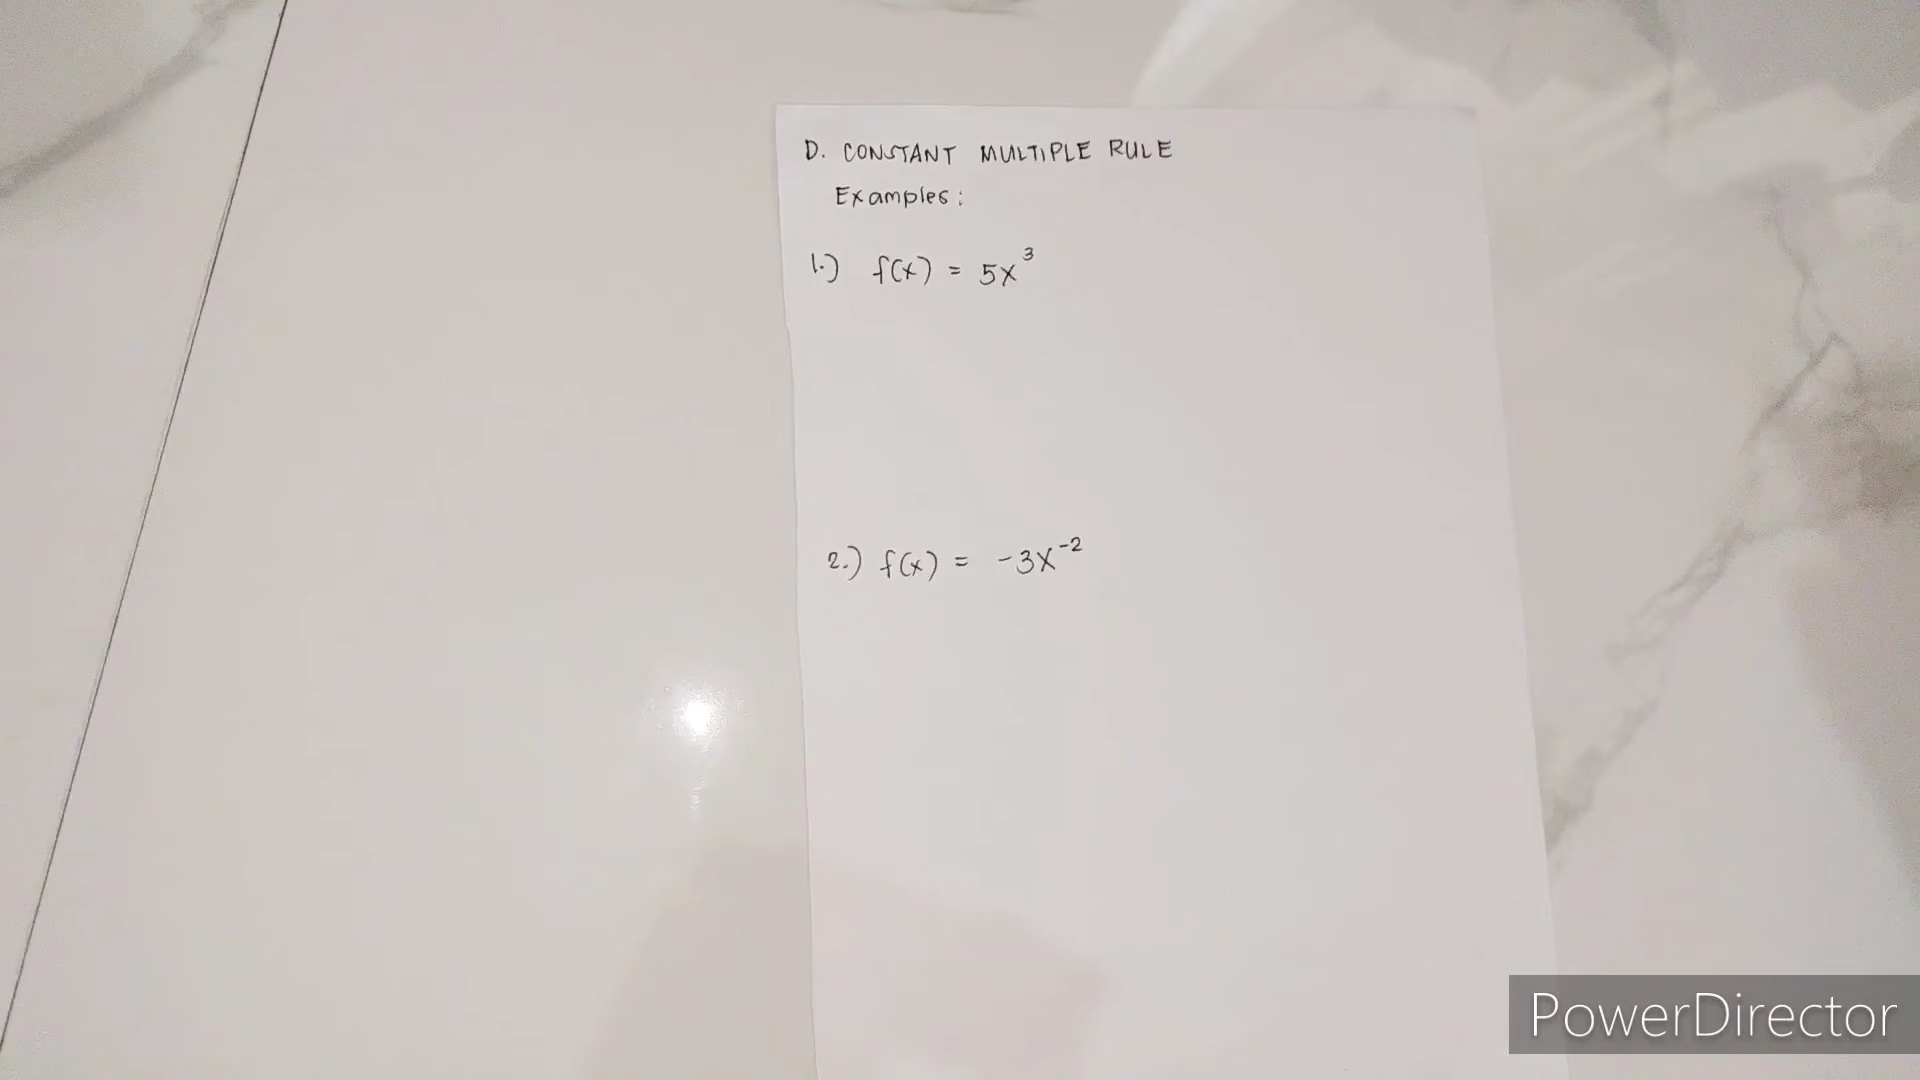 D. CONSTANT MULTIPLE RULE
Examples:
1.) f(x) = 5x³
2.) f(x) = -3x⁻²
PowerDirector